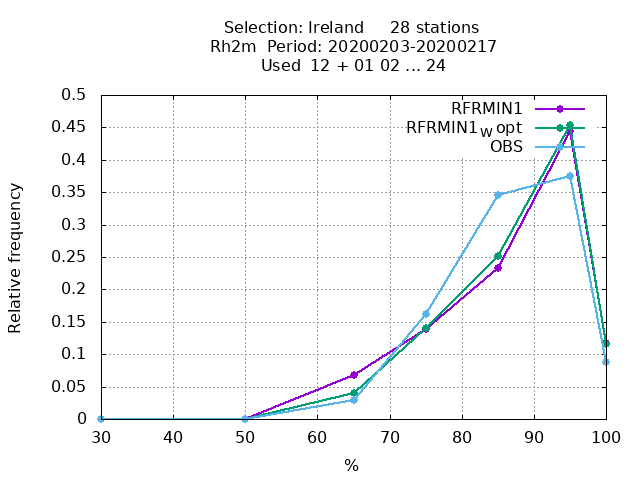 Selection: Ireland 28 stations
Rh2m Period: 20200203-20200217
Used 12 + 01 02 ... 24
0.5
0.45
0.4
0.35
0.3
0.25
0.2
0.15
0.1
0.05
0
Relative frequency
RFRMIN1
RFRMIN1w opt
OBS
30 40 50 60 70 80 90 100
%